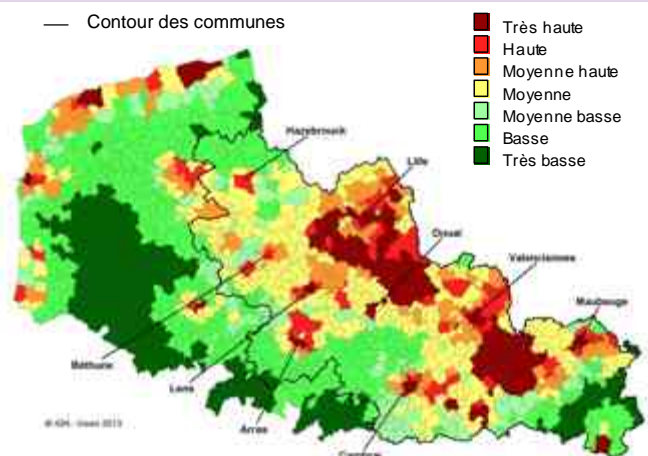 Contour des communes
Très haute
Haute
Moyenne haute
Moyenne
Moyenne basse
Basse
Très basse
Hazebrouck
Lille
Douai
Valenciennes
Maubeuge
Béthune
Lens
Arras
Cambrai